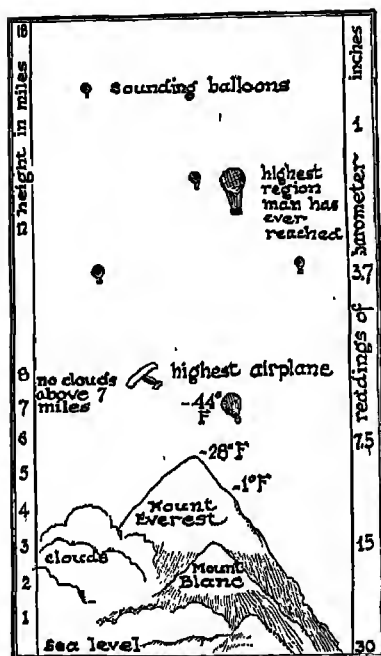 height in miles
sounding balloons
inches
1
highest
region
man has
ever
reached
readings of barometer
3.7
8
no clouds
above 7
miles
highest airplane
7
-44°
F
6
7.5
5
-28°F
-1°F
4
Mount
Everest
3
clouds
15
Mount
Blanc
2
1
sea level
30